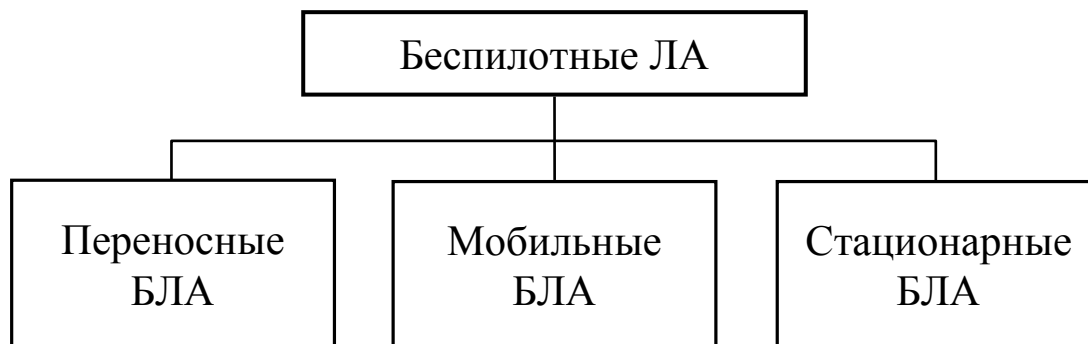 Беспилотные ЛА
Переносные
БЛА
Мобильные
БЛА
Стационарные
БЛА